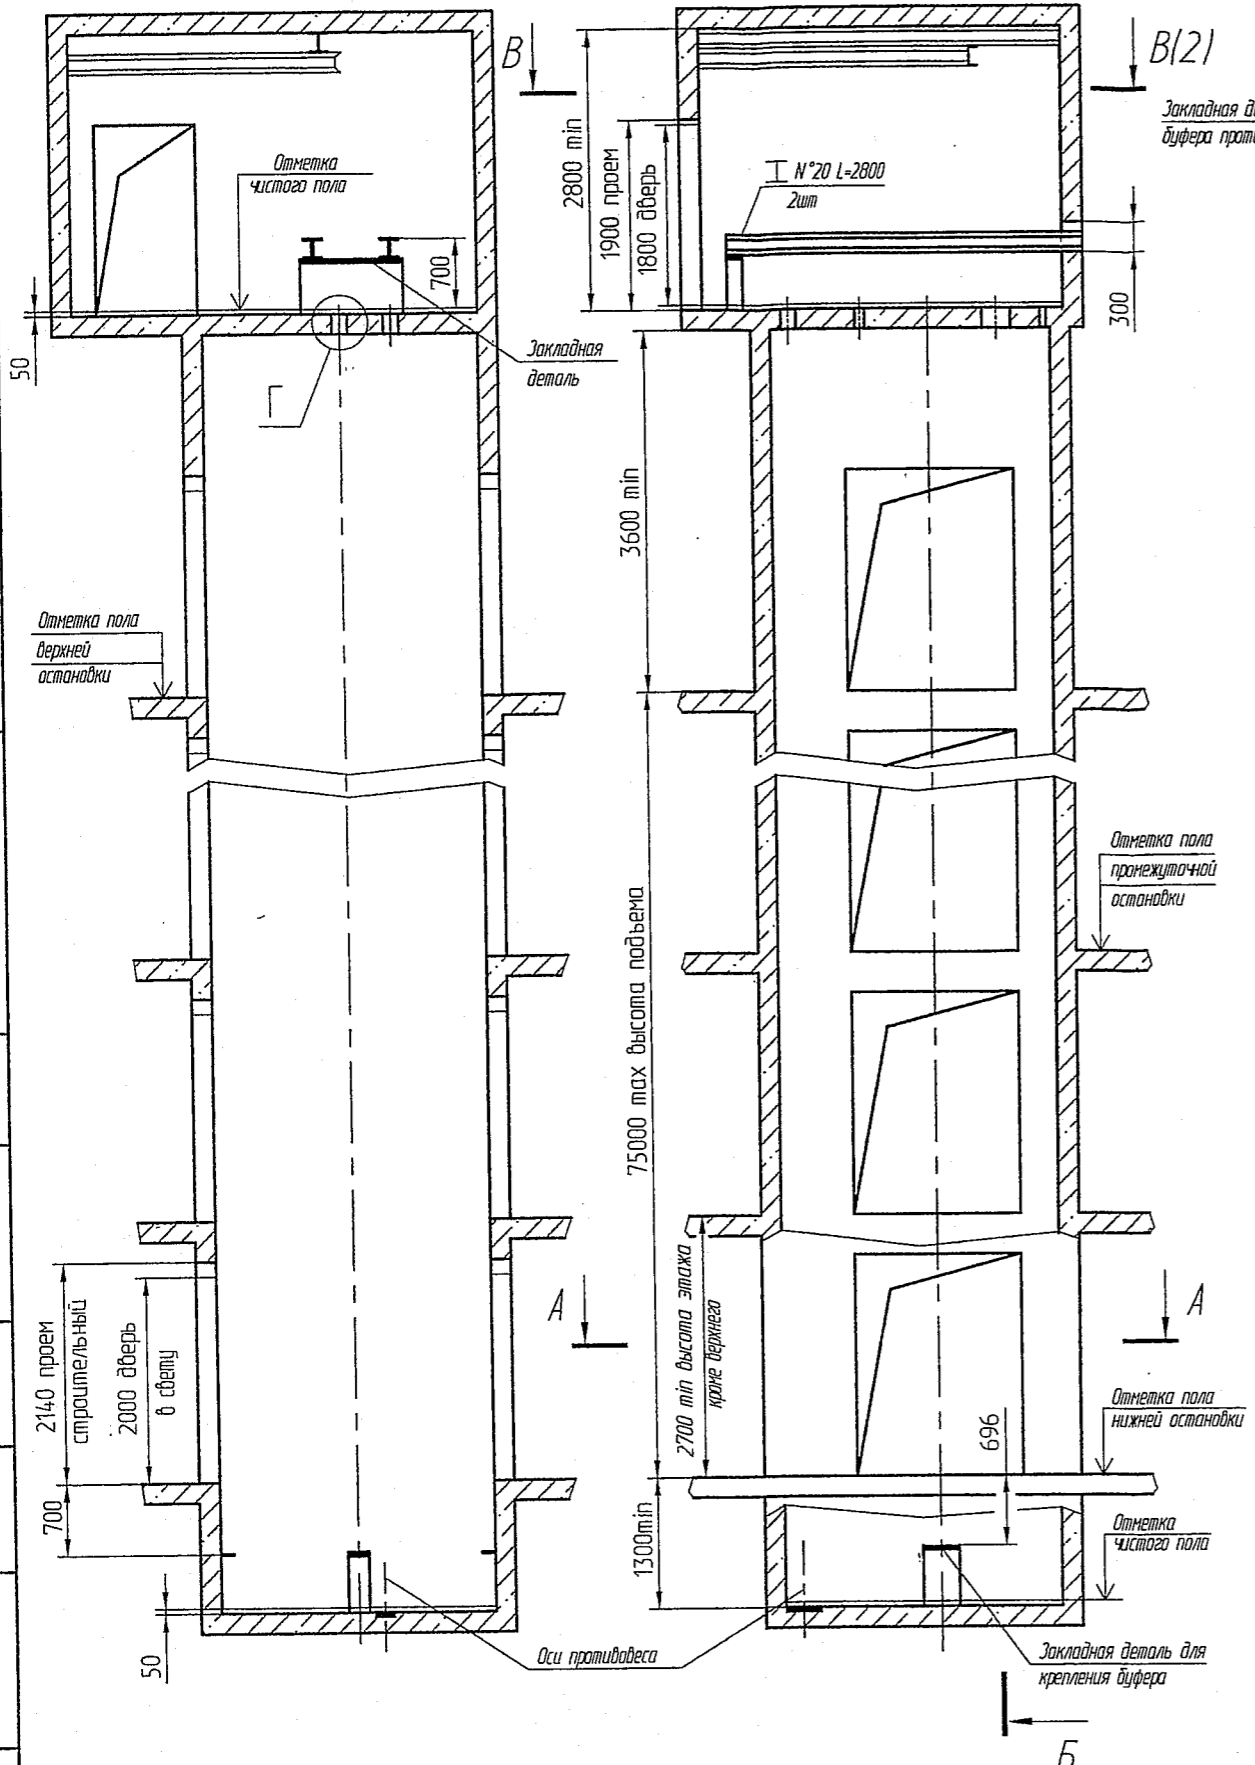 В
В(2)
Закладная д
буфера прот
Отметка
чистого пола
2800 min
1900 проем
1800 дверь
I N°20 L=2800
2шт
700
300
50
Закладная
деталь
Г
3600 min
Отметка пола
верхней
остановки
Отметка пола
промежуточной
остановки
75000 max высота подъема
2140 проем
строительный
2000 дверь
в свету
А
2700 min высота этажа
кроме верхнего
А
696
Отметка пола
нижней остановки
700
1300min
Отметка
чистого пола
50
Оси противовеса
Закладная деталь для
крепления буфера
Б